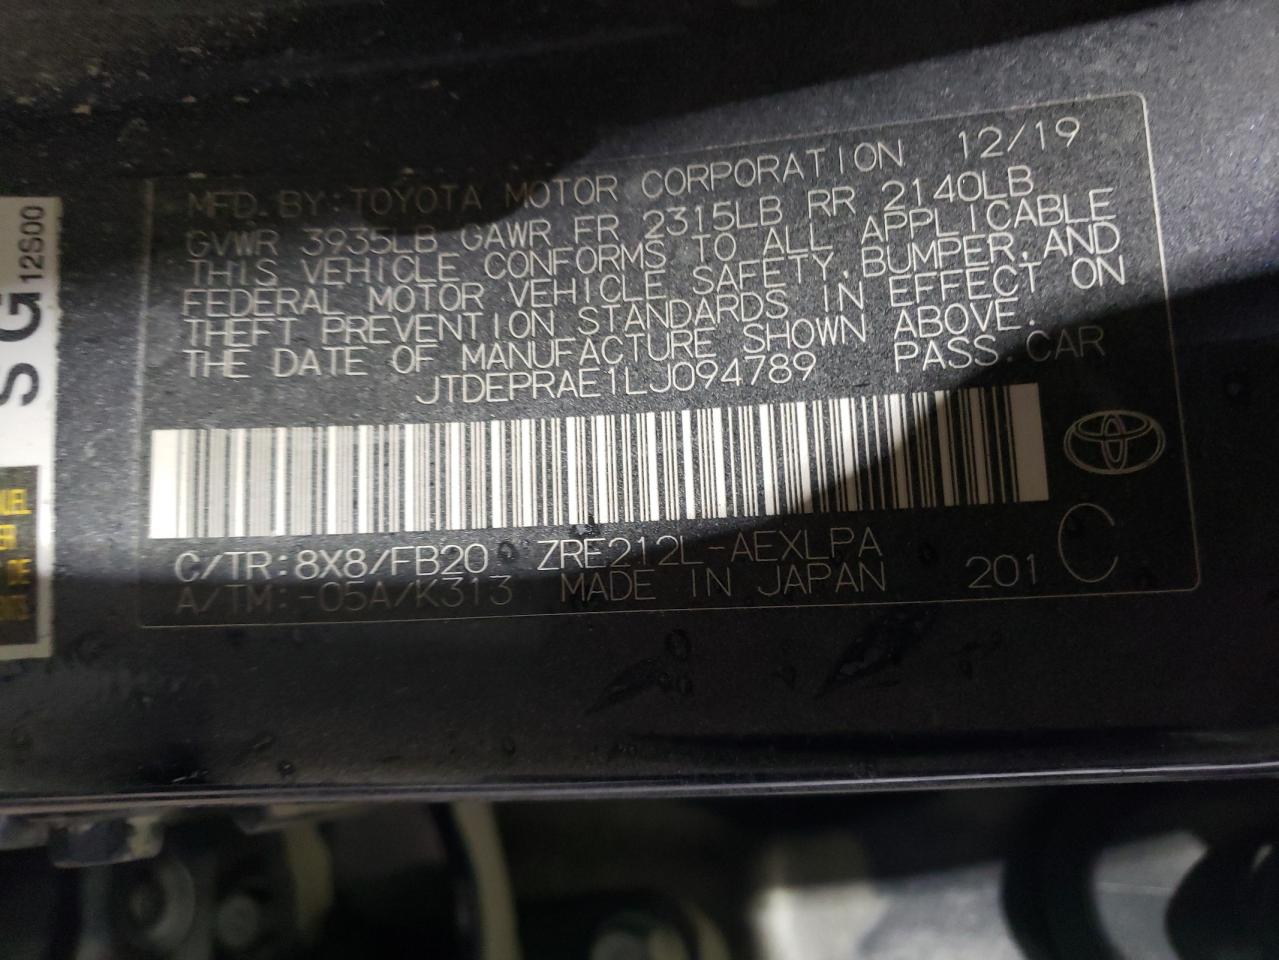 MFD. BY: TOYOTA MOTOR CORPORATION 12/19
GVWR 3935LB GAWR FR 2315LB RR 2140LB
THIS VEHICLE CONFORMS TO ALL APPLICABLE
FEDERAL MOTOR VEHICLE SAFETY, BUMPER, AND
THEFT PREVENTION STANDARDS IN EFFECT ON
THE DATE OF MANUFACTURE SHOWN ABOVE.
JTDEPRAE1LJ094789 PASS. CAR
C/TR: 8X8/FB20 ZRE212L-AEXLPA
A/TM: -05A/K313 MADE IN JAPAN 201 C
SG
12S00